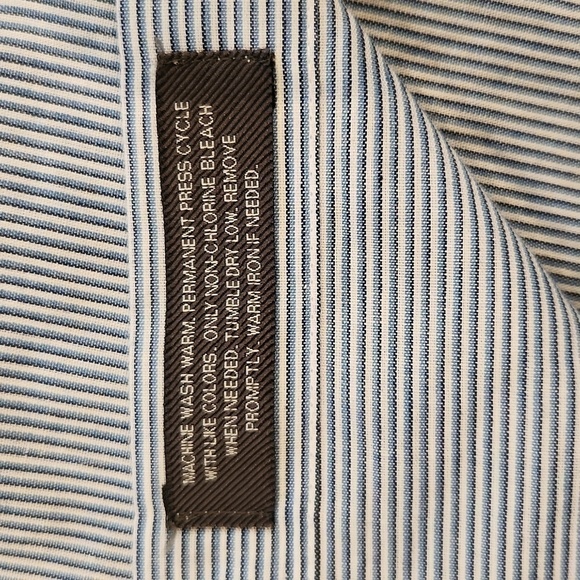 MACHINE WASH WARM. PERMANENT PRESS CYCLE
WITH LIKE COLORS. ONLY NON-CHLORINE BLEACH
WHEN NEEDED. TUMBLE DRY LOW. REMOVE
PROMPTLY. WARM IRON IF NEEDED.